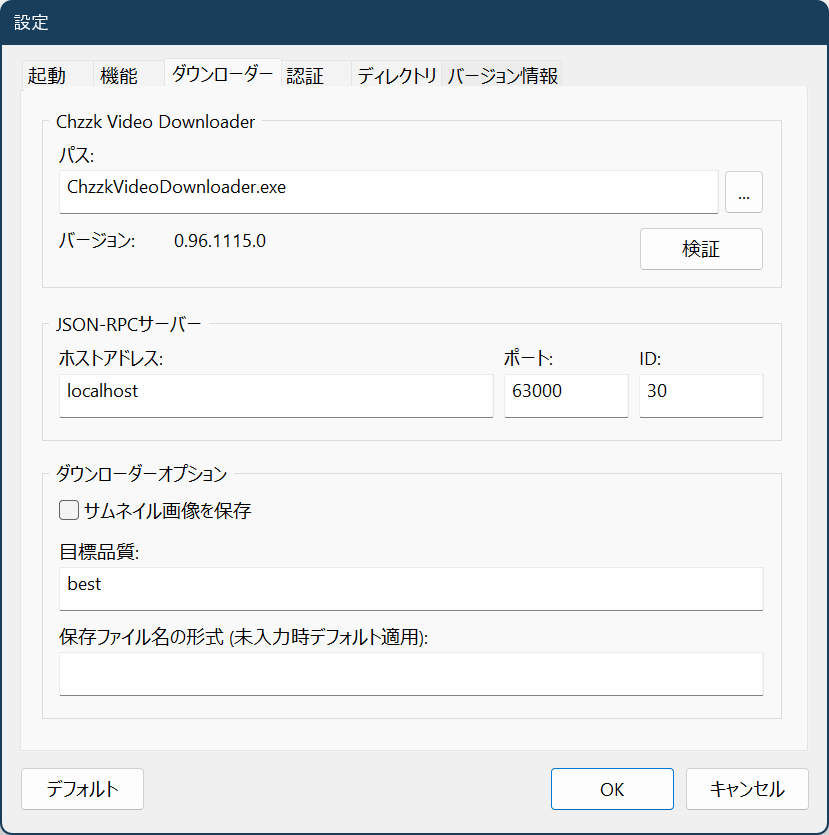 設定
起動 機能 ダウンローダー 認証 ディレクトリ バージョン情報
Chzzk Video Downloader
パス:
ChzzkVideoDownloader.exe ...
バージョン: 0.96.1115.0 検証
JSON-RPCサーバー
ホストアドレス: ポート: ID:
localhost 63000 30
ダウンローダーオプション
サムネイル画像を保存
目標品質:
best
保存ファイル名の形式 (未入力時デフォルト適用):
デフォルト OK キャンセル